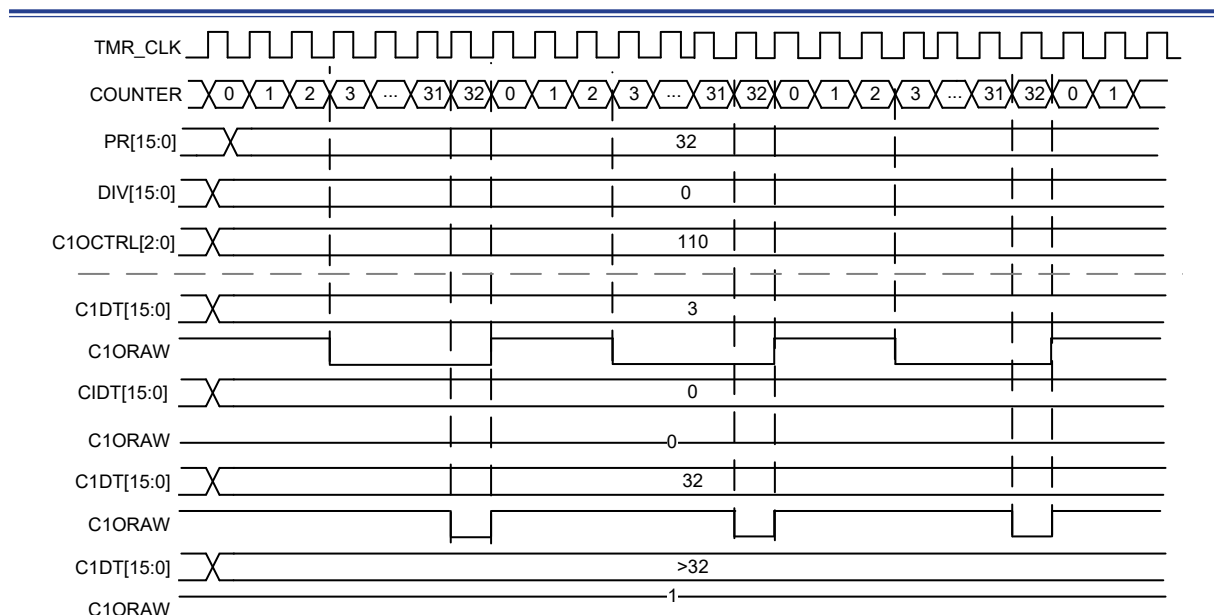 TMR_CLK
COUNTER 0 1 2 3 ... 31 32 0 1 2 3 ... 31 32 0 1 2 3 ... 31 32 0 1
PR[15:0] 32
DIV[15:0] 0
C1OCTRL[2:0] 110
C1DT[15:0] 3
C1ORAW
CIDT[15:0] 0
C1ORAW 0
C1DT[15:0] 32
C1ORAW
C1DT[15:0] >32
C1ORAW 1